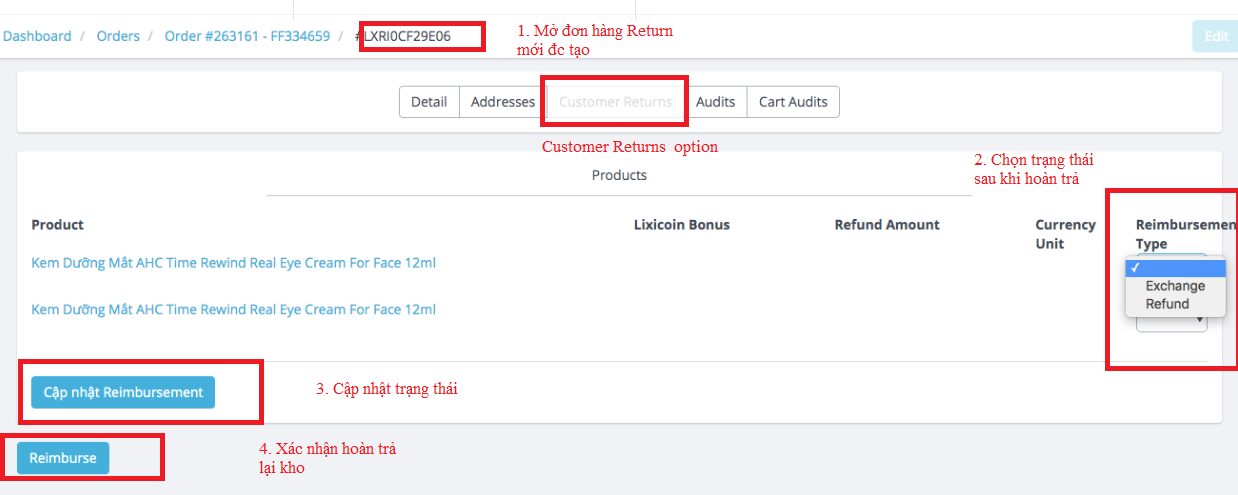 Dashboard / Orders / Order #263161 - FF334659 / #LXRI0CF29E06
1. Mở đơn hàng Return
mới đc tạo
Edit
Detail
Addresses
Customer Returns
Audits
Cart Audits
Customer Returns option
2. Chọn trạng thái
sau khi hoàn trả
Products
Product
Lixicoin Bonus
Refund Amount
Currency
Unit
Reimbursemen
Type
Kem Dưỡng Mắt AHC Time Rewind Real Eye Cream For Face 12ml
✓
Exchange
Refund
Kem Dưỡng Mắt AHC Time Rewind Real Eye Cream For Face 12ml
Cập nhật Reimbursement
3. Cập nhật trạng thái
Reimburse
4. Xác nhận hoàn trả
lại kho